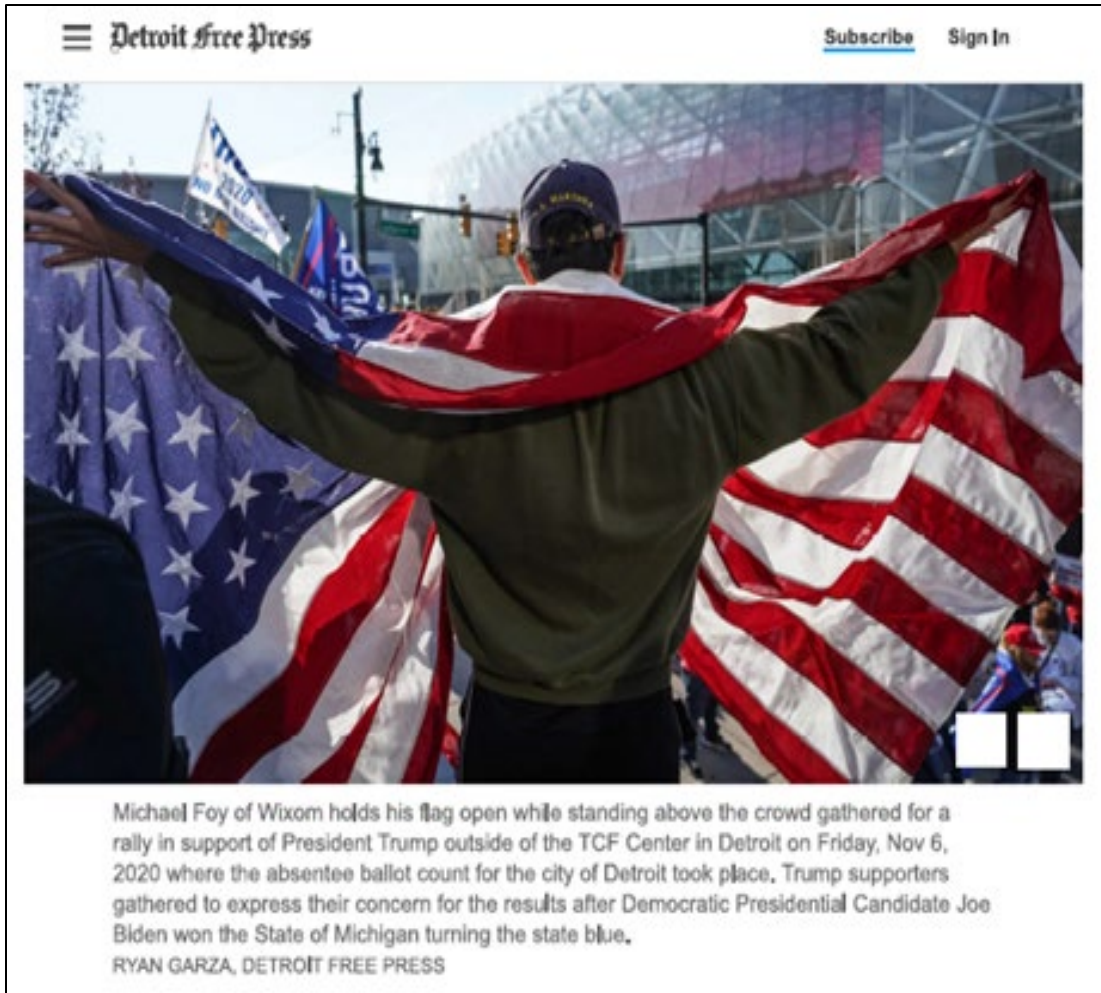 Detroit Free Press
Subscribe Sign In
2020
Michael Foy of Wixom holds his flag open while standing above the crowd gathered for a
rally in support of President Trump outside of the TCF Center in Detroit on Friday, Nov 6,
2020 where the absentee ballot count for the city of Detroit took place. Trump supporters
gathered to express their concern for the results after Democratic Presidential Candidate Joe
Biden won the State of Michigan turning the state blue.
RYAN GARZA, DETROIT FREE PRESS